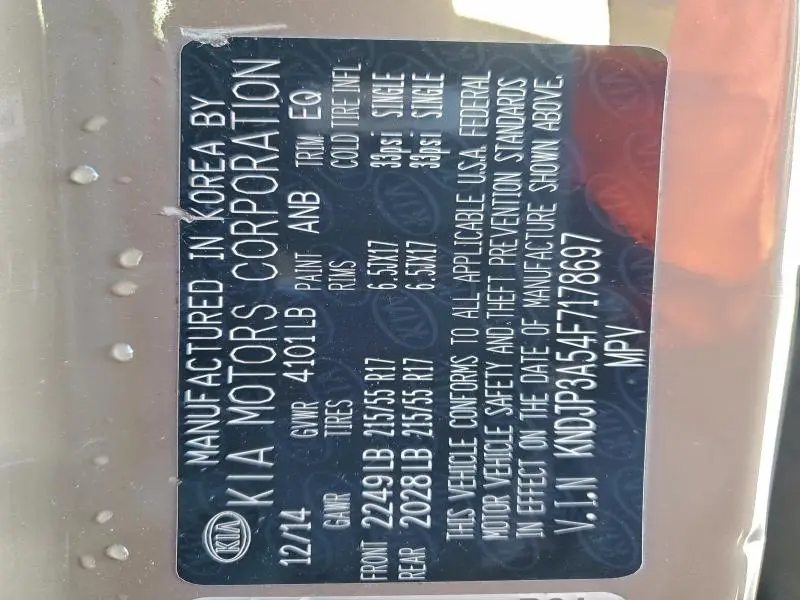 MANUFACTURED IN KOREA BY
KIA KIA MOTORS CORPORATION
12/14 GVWR 4101LB PAINT ANB TRIM EQ
GAWR TIRES RIMS COLD TIRE INFL
FRONT 2249LB 215/55 R17 6.5JX17 33psi SINGLE
REAR 2028LB 215/55 R17 6.5JX17 33psi SINGLE
THIS VEHICLE CONFORMS TO ALL APPLICABLE U.S.A. FEDERAL
MOTOR VEHICLE SAFETY AND THEFT PREVENTION STANDARDS
IN EFFECT ON THE DATE OF MANUFACTURE SHOWN ABOVE.
V.I.N KNDJP3A54F7178697
MPV